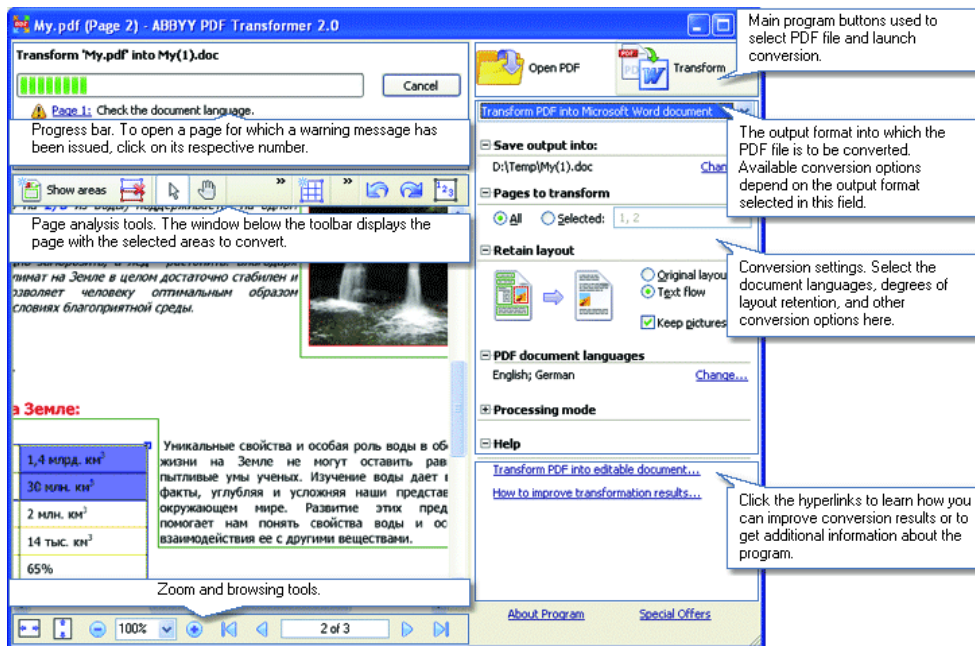 My.pdf (Page 2) - ABBYY PDF Transformer 2.0
Transform 'My.pdf' into My(1).doc
Cancel
Page 1: Check the document language.
Progress bar. To open a page for which a warning message has
been issued, click on its respective number.
Show areas
Page analysis tools. The window below the toolbar displays the
page with the selected areas to convert.
климат на Земле в целом достаточно стабилен и
позволяет человеку оптимальным образом
условиях благоприятной среды.
а Земле:
1,4 млрд. км³
30 млн. км³
2 млн. км³
14 тыс. км³
65%
Уникальные свойства и особая роль воды в об
жизни на Земле не могут оставить рав
пытливые умы ученых. Изучение воды дает
факты, углубляя и усложняя наши представ
окружающем мире. Развитие этих пред
помогает нам понять свойства воды и ос
взаимодействия ее с другими веществами.
Zoom and browsing tools.
100%
2 of 3
Open PDF
Transform
Transform PDF into Microsoft Word document
Save output into:
D:\Temp\My(1).doc
Chan
Pages to transform
All
Selected:
1, 2
Retain layout
Original layou
Text flow
Keep pictures
PDF document languages
English; German
Change...
Processing mode
Help
Transform PDF into editable document...
How to improve transformation results...
About Program
Special Offers
Main program buttons used to
select PDF file and launch
conversion.
The output format into which the
PDF file is to be converted.
Available conversion options
depend on the output format
selected in this field.
Conversion settings. Select the
document languages, degrees of
layout retention, and other
conversion options here.
Click the hyperlinks to learn how you
can improve conversion results or to
get additional information about the
program.